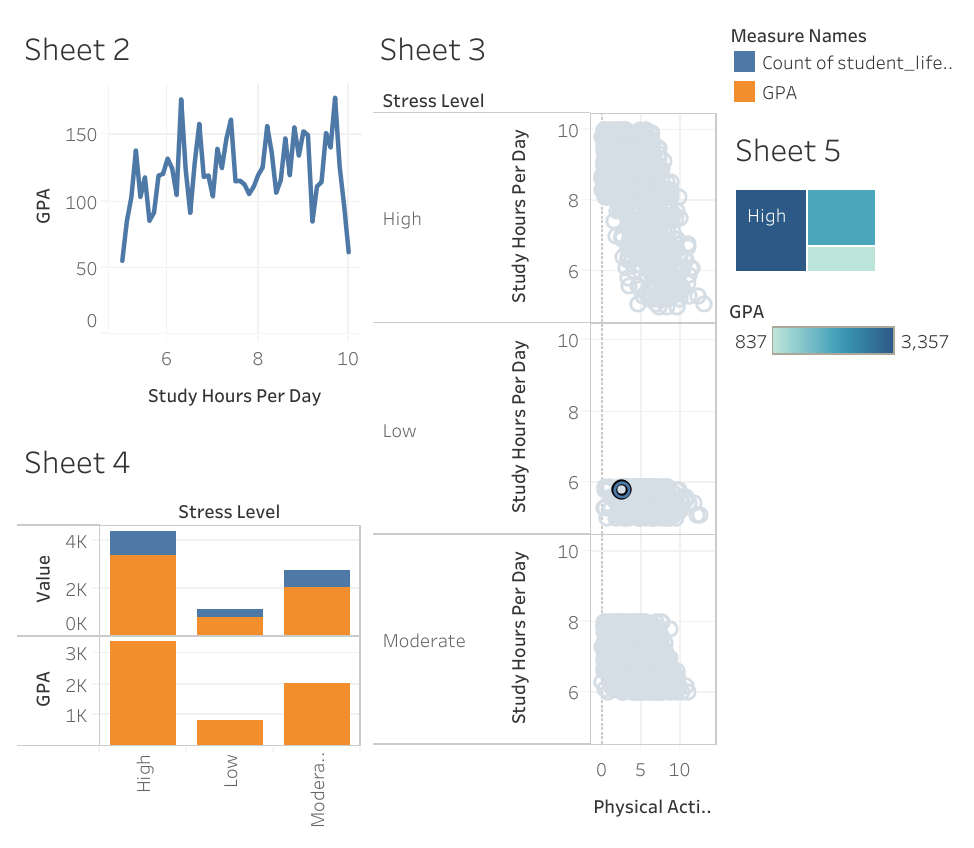 Sheet 2
GPA
150
100
50
0
6
8
10
Study Hours Per Day
Sheet 3
Stress Level
High
Study Hours Per Day
10
8
6
Low
Study Hours Per Day
10
8
6
Moderate
Study Hours Per Day
10
8
6
0
5
10
Physical Acti..
Measure Names
Count of student_life..
GPA
Sheet 5
High
GPA
837
3,357
Sheet 4
Stress Level
Value
4K
2K
0K
GPA
3K
2K
1K
High
Low
Modera..